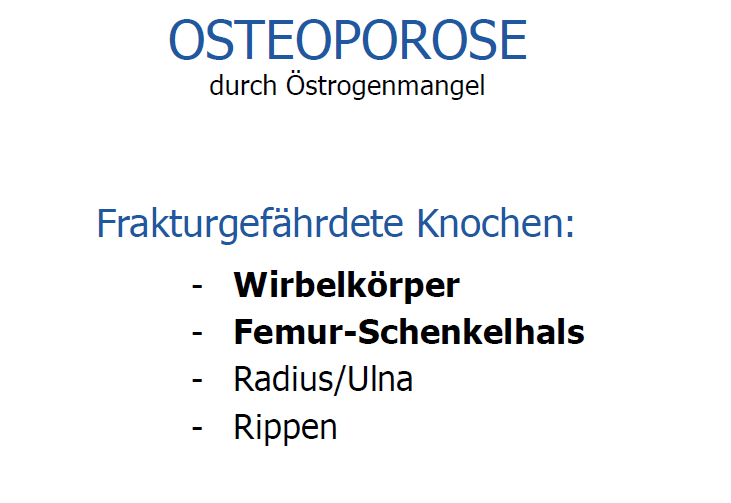 OSTEOPOROSE
durch Östrogenmangel
Frakturgefährdete Knochen:
- Wirbelkörper
- Femur-Schenkelhals
- Radius/Ulna
- Rippen